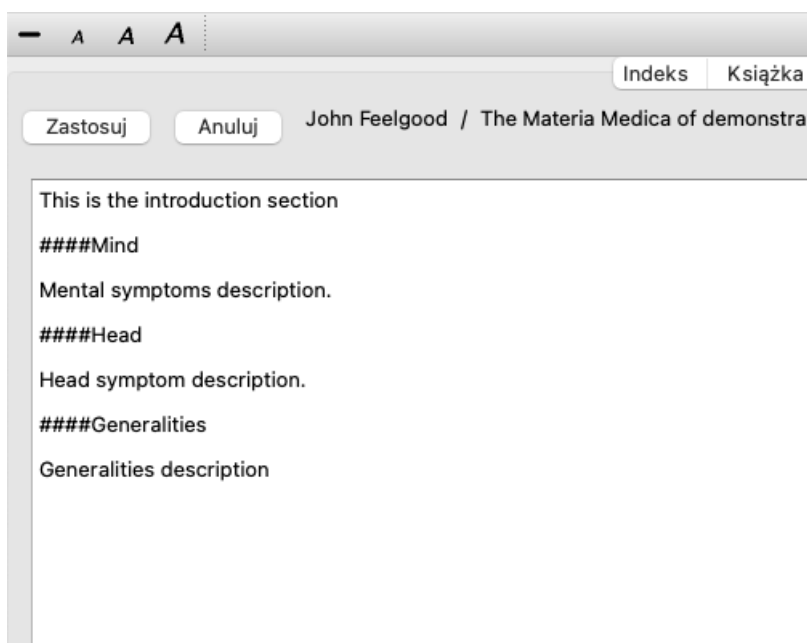 A A A
Indeks Książka
Zastosuj Anuluj John Feelgood / The Materia Medica of
This is the introduction section
####Mind
Mental symptoms description.
####Head
Head symptom description.
####Generalities
Generalities description